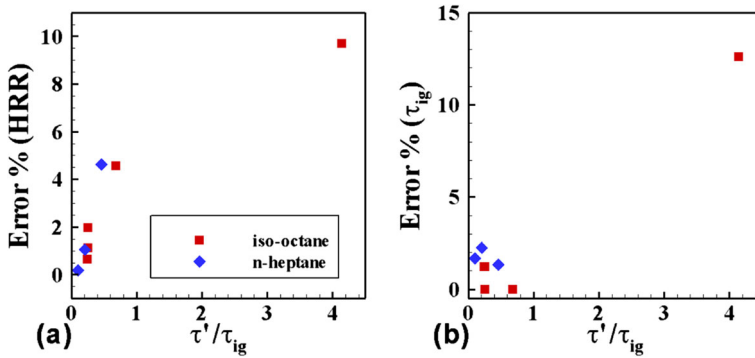 Error % (HRR)
10
8
6
4
2
0
iso-octane
n-heptane
0 1 2 3 4
(a)
τ'/τig
Error % (τig)
15
10
5
0
0 1 2 3 4
(b)
τ'/τig